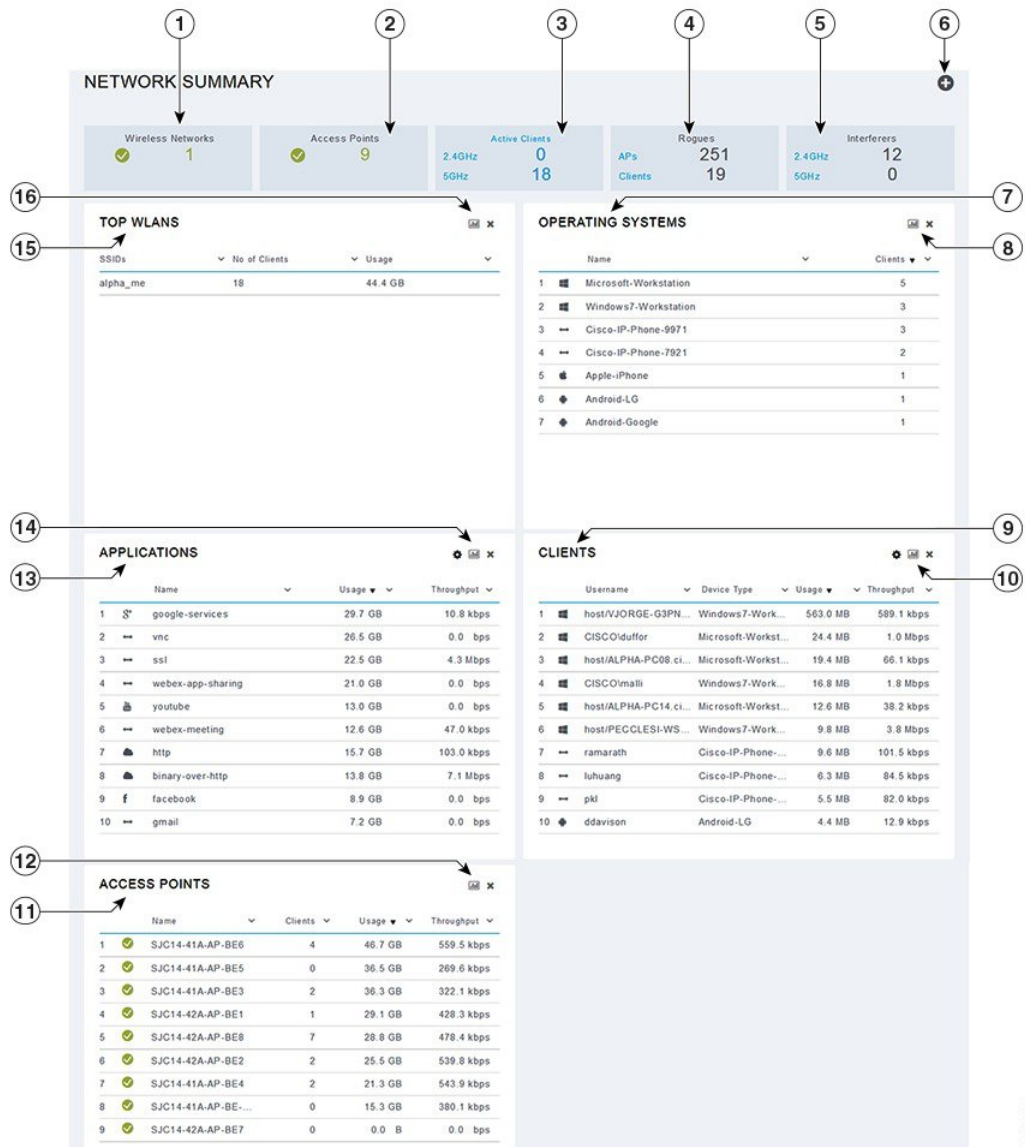 1 2 3 4 5 6
NETWORK SUMMARY
Wireless Networks
1
Access Points
9
Active Clients
2.4GHz 0
5GHz 18
Rogues
APs 251
Clients 19
Interferers
2.4GHz 12
5GHz 0
16
15
TOP WLANS
SSIDs No of Clients Usage
alpha_me 18 44.4 GB
7
8
OPERATING SYSTEMS
Name Clients
1 Microsoft-Workstation 5
2 Windows7-Workstation 3
3 Cisco-IP-Phone-9971 3
4 Cisco-IP-Phone-7921 2
5 Apple-iPhone 1
6 Android-LG 1
7 Android-Google 1
14
13
APPLICATIONS
Name Usage Throughput
1 g+ google-services 29.7 GB 10.8 kbps
2 vnc 26.5 GB 0.0 bps
3 ssl 22.5 GB 4.3 Mbps
4 webex-app-sharing 21.0 GB 0.0 bps
5 youtube 13.0 GB 0.0 bps
6 webex-meeting 12.6 GB 47.0 kbps
7 http 15.7 GB 103.0 kbps
8 binary-over-http 13.8 GB 7.1 Mbps
9 f facebook 8.9 GB 0.0 bps
10 gmail 7.2 GB 0.0 bps
9
10
CLIENTS
Username Device Type Usage Throughput
1 host/VJORGE-G3PN... Windows7-Work... 563.0 MB 589.1 kbps
2 CISCO\duffor Microsoft-Workst... 24.4 MB 1.0 Mbps
3 host/ALPHA-PC08.ci... Microsoft-Workst... 19.4 MB 66.1 kbps
4 CISCO\malli Windows7-Work... 16.8 MB 1.8 Mbps
5 host/ALPHA-PC14.ci... Microsoft-Workst... 12.6 MB 38.2 kbps
6 host/PECCLESI-WS... Windows7-Work... 9.8 MB 3.8 Mbps
7 ramarath Cisco-IP-Phone-... 9.6 MB 101.5 kbps
8 luhuang Cisco-IP-Phone-... 6.3 MB 84.5 kbps
9 pkl Cisco-IP-Phone-... 5.5 MB 82.0 kbps
10 ddavison Android-LG 4.4 MB 12.9 kbps
12
11
ACCESS POINTS
Name Clients Usage Throughput
1 SJC14-41A-AP-BE6 4 46.7 GB 559.5 kbps
2 SJC14-41A-AP-BE5 0 36.5 GB 269.6 kbps
3 SJC14-41A-AP-BE3 2 36.3 GB 322.1 kbps
4 SJC14-42A-AP-BE1 1 29.1 GB 428.3 kbps
5 SJC14-42A-AP-BE8 7 28.8 GB 478.4 kbps
6 SJC14-42A-AP-BE2 2 25.5 GB 539.8 kbps
7 SJC14-41A-AP-BE4 2 21.3 GB 543.9 kbps
8 SJC14-41A-AP-BE-... 0 15.3 GB 380.1 kbps
9 SJC14-42A-AP-BE7 0 0.0 B 0.0 bps